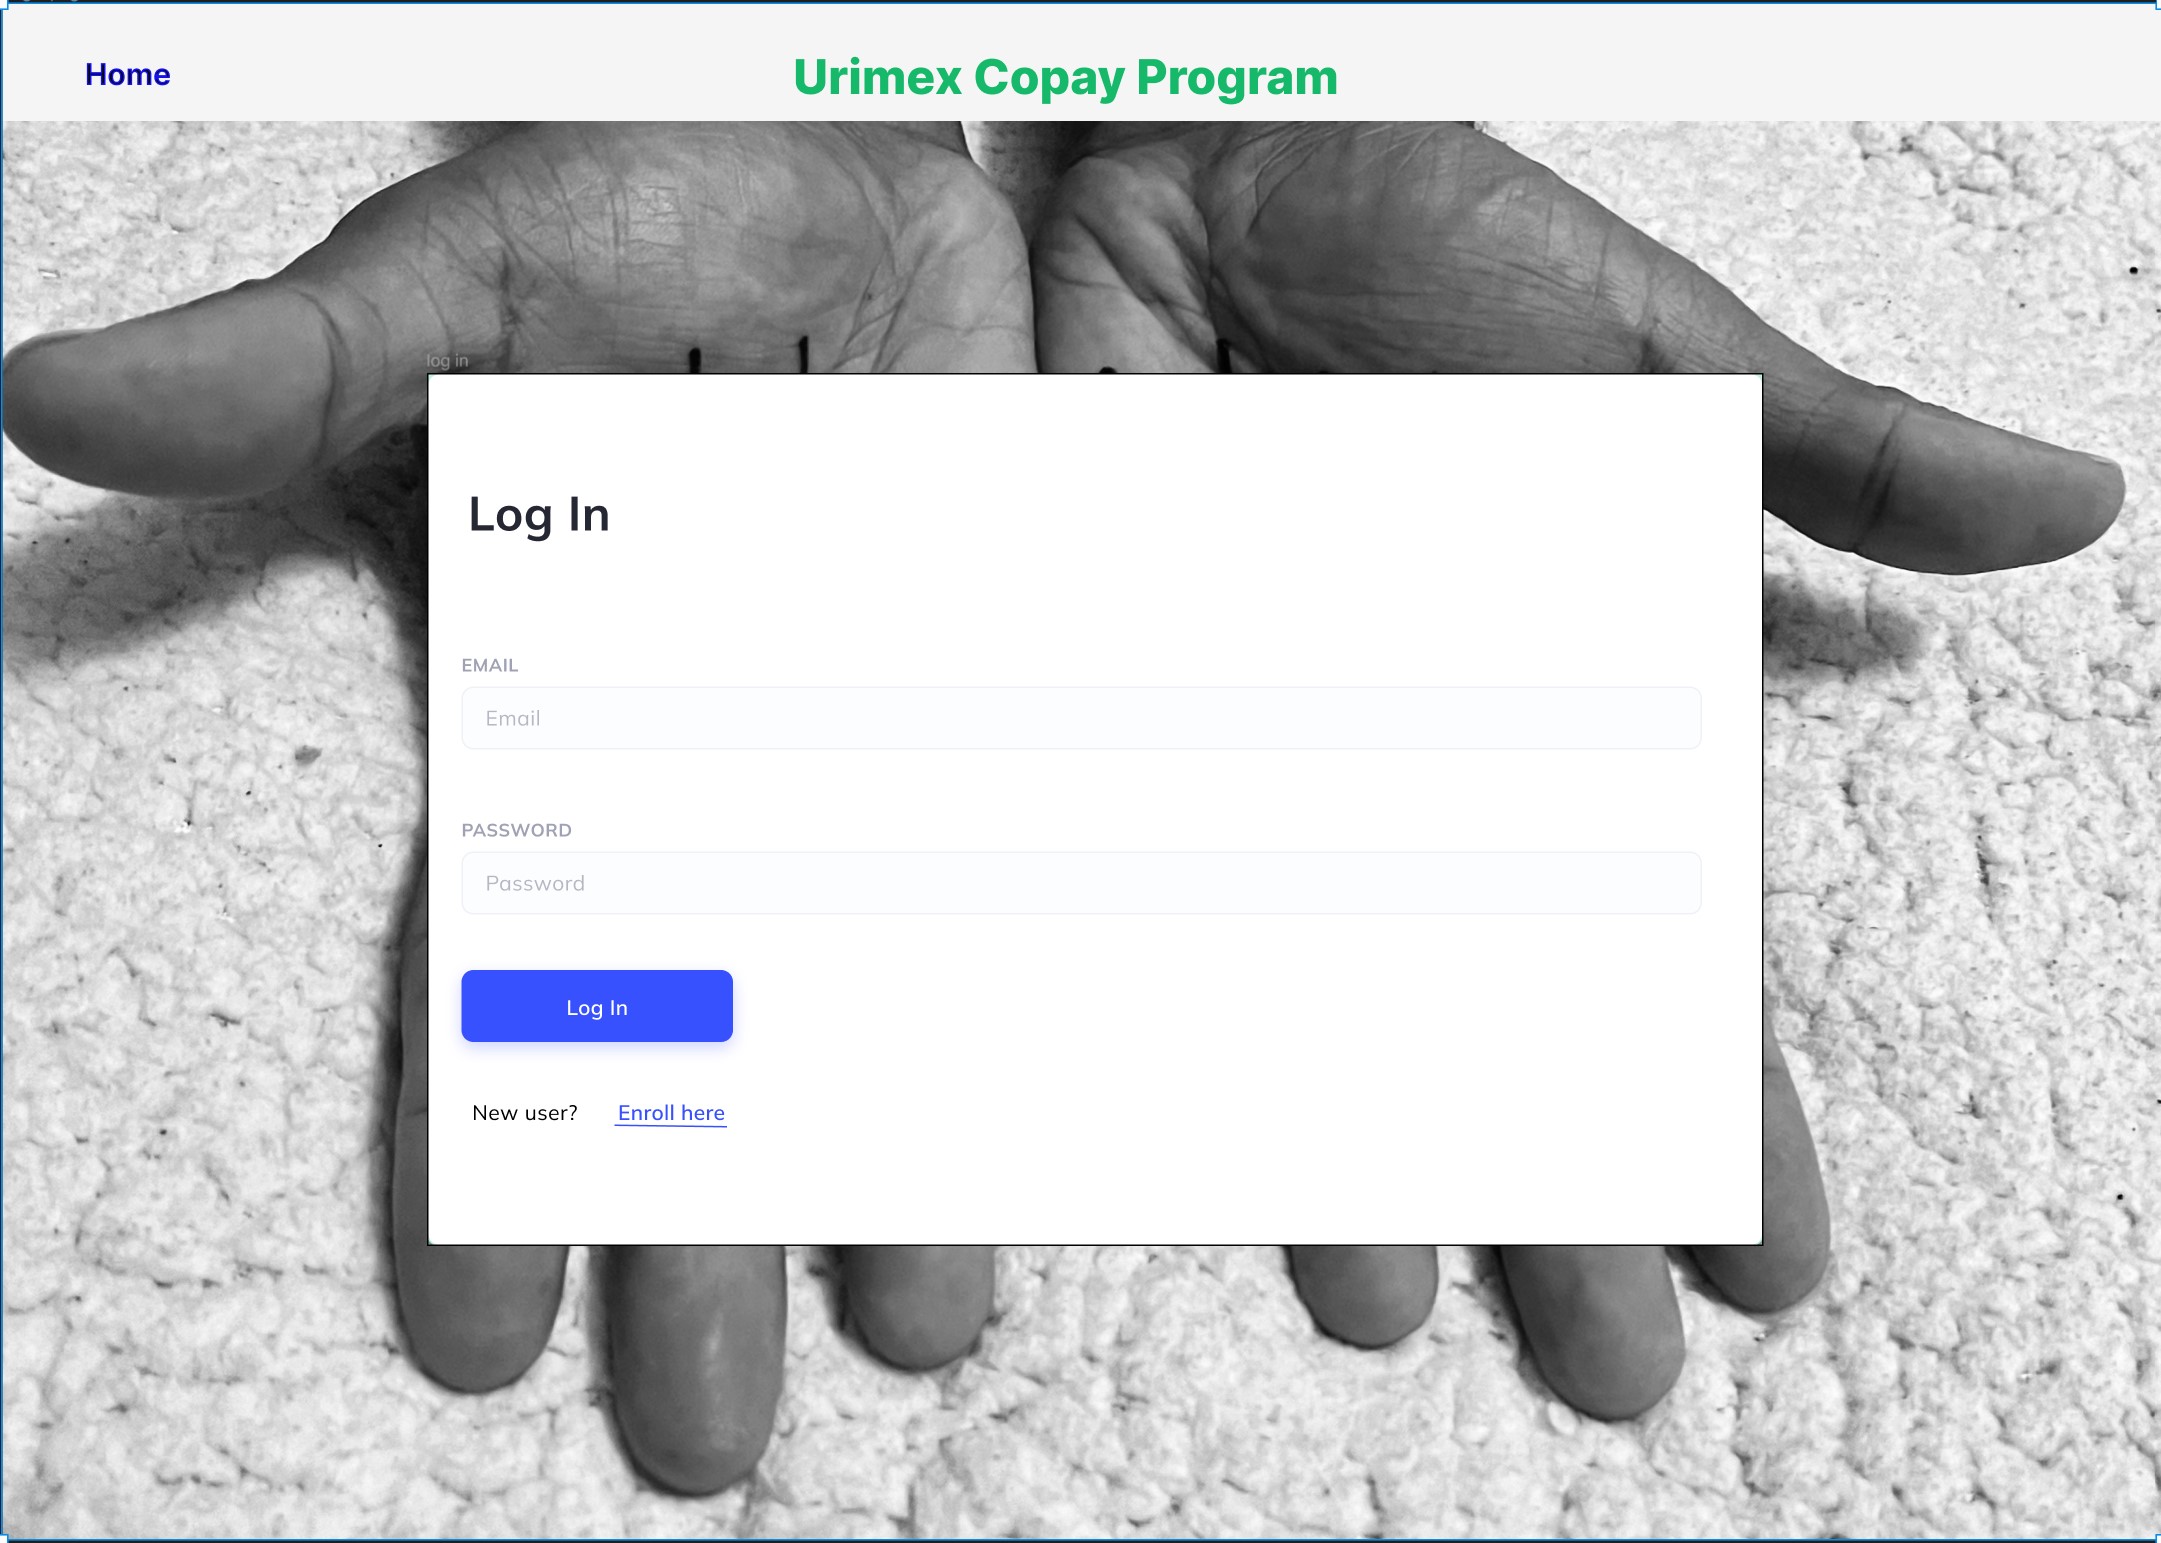 Home
Urimex Copay Program
log in
Log In
EMAIL
Email
PASSWORD
Password
Log In
New user? Enroll here